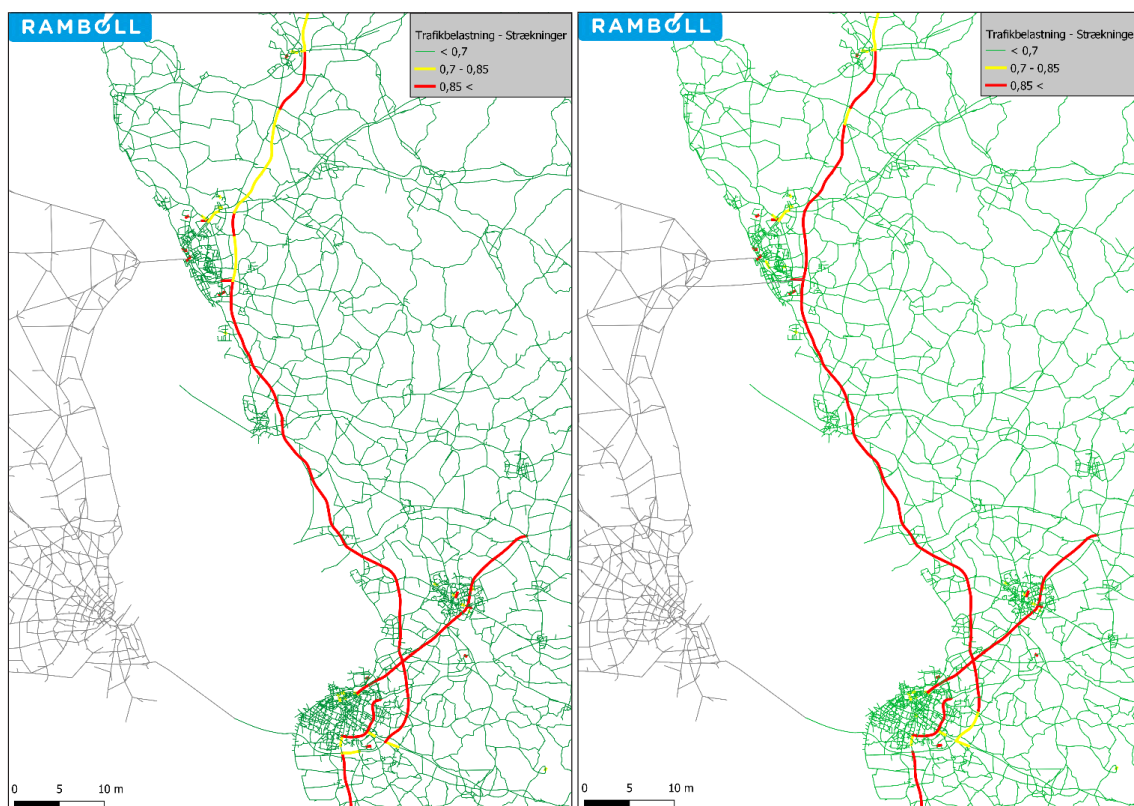 RAMBOLL
Trafikbelastning - Strækninger
< 0,7
0,7 - 0,85
0,85 <
0 5 10 m
RAMBOLL
Trafikbelastning - Strækninge
< 0,7
0,7 - 0,85
0,85 <
0 5 10 m